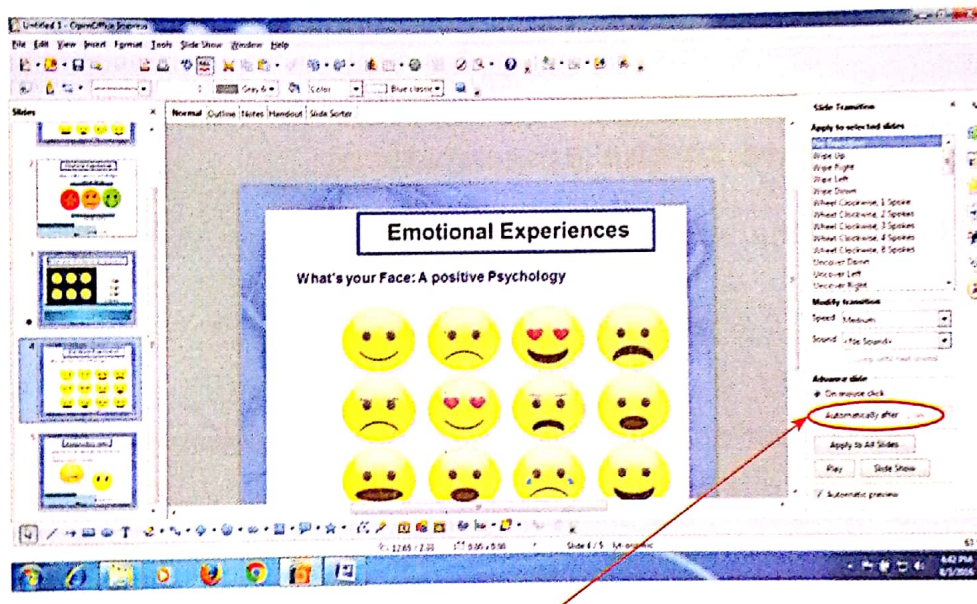 Untitled 1 - OpenOffice Impress
File Edit View Insert Format Tools Slide Show Window Help
Color
Slides
Normal Outline Notes Handout Slide Sorter
Emotional Experiences
What's your Face: A positive Psychology
Slide Transition
Apply to selected slides
Wipe Up
Wipe Right
Wipe Left
Wipe Down
Wheel Clockwise, 1 Spoke
Wheel Clockwise, 2 Spokes
Wheel Clockwise, 3 Spokes
Wheel Clockwise, 4 Spokes
Wheel Clockwise, 8 Spokes
Uncover Down
Uncover Left
Uncover Right
Modify transition
Speed Medium
Sound <No Sound>
Advance slide
On mouse click
Automatically after
Apply to All Slides
Play Slide Show
Automatic preview
6:42 PM